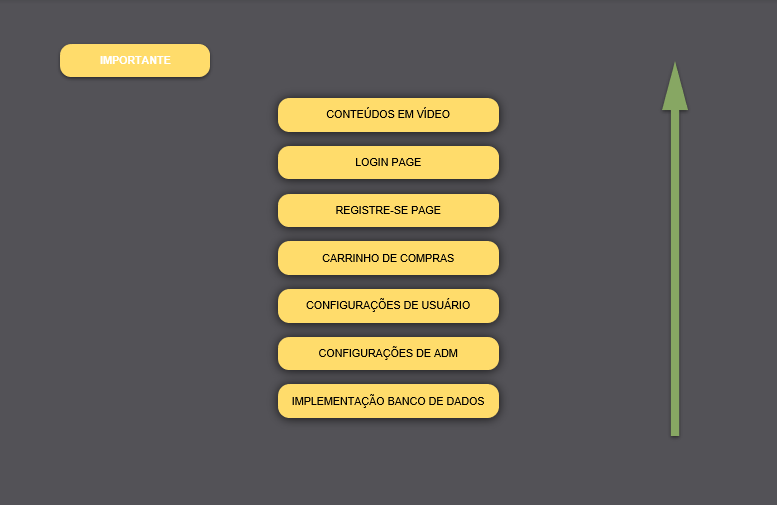 IMPORTANTE
CONTEÚDOS EM VÍDEO
LOGIN PAGE
REGISTRE-SE PAGE
CARRINHO DE COMPRAS
CONFIGURAÇÕES DE USUÁRIO
CONFIGURAÇÕES DE ADM
IMPLEMENTAÇÃO BANCO DE DADOS